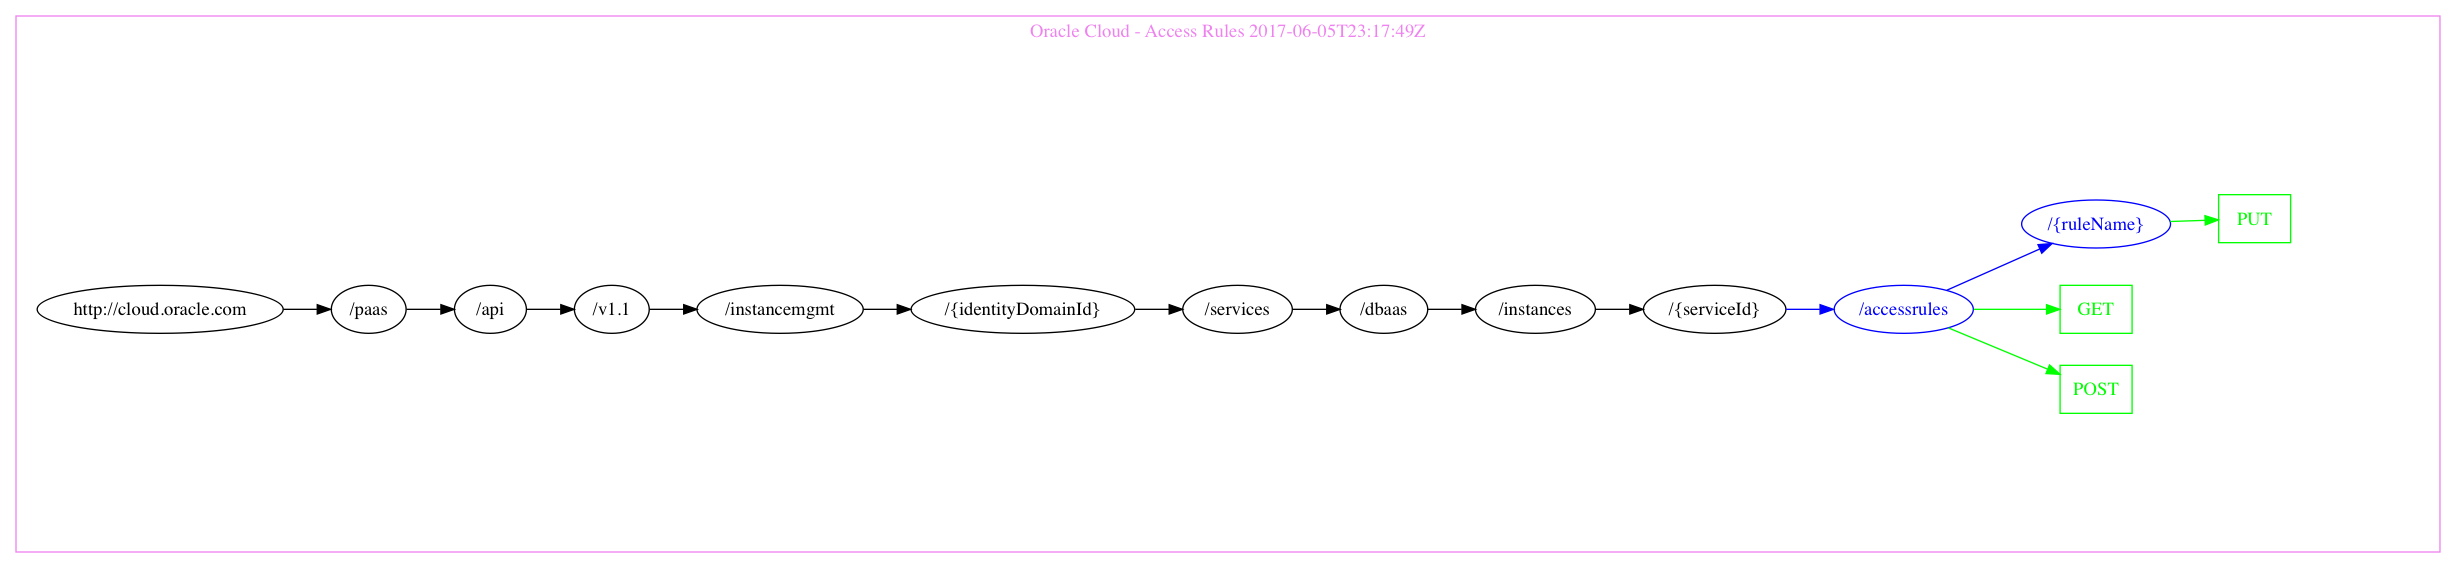 Oracle Cloud - Access Rules 2017-06-05T23:17:49Z
http://cloud.oracle.com
/paas
/api
/v1.1
/instancemgmt
/{identityDomainId}
/services
/dbaas
/instances
/{serviceId}
/accessrules
/{ruleName}
PUT
GET
POST